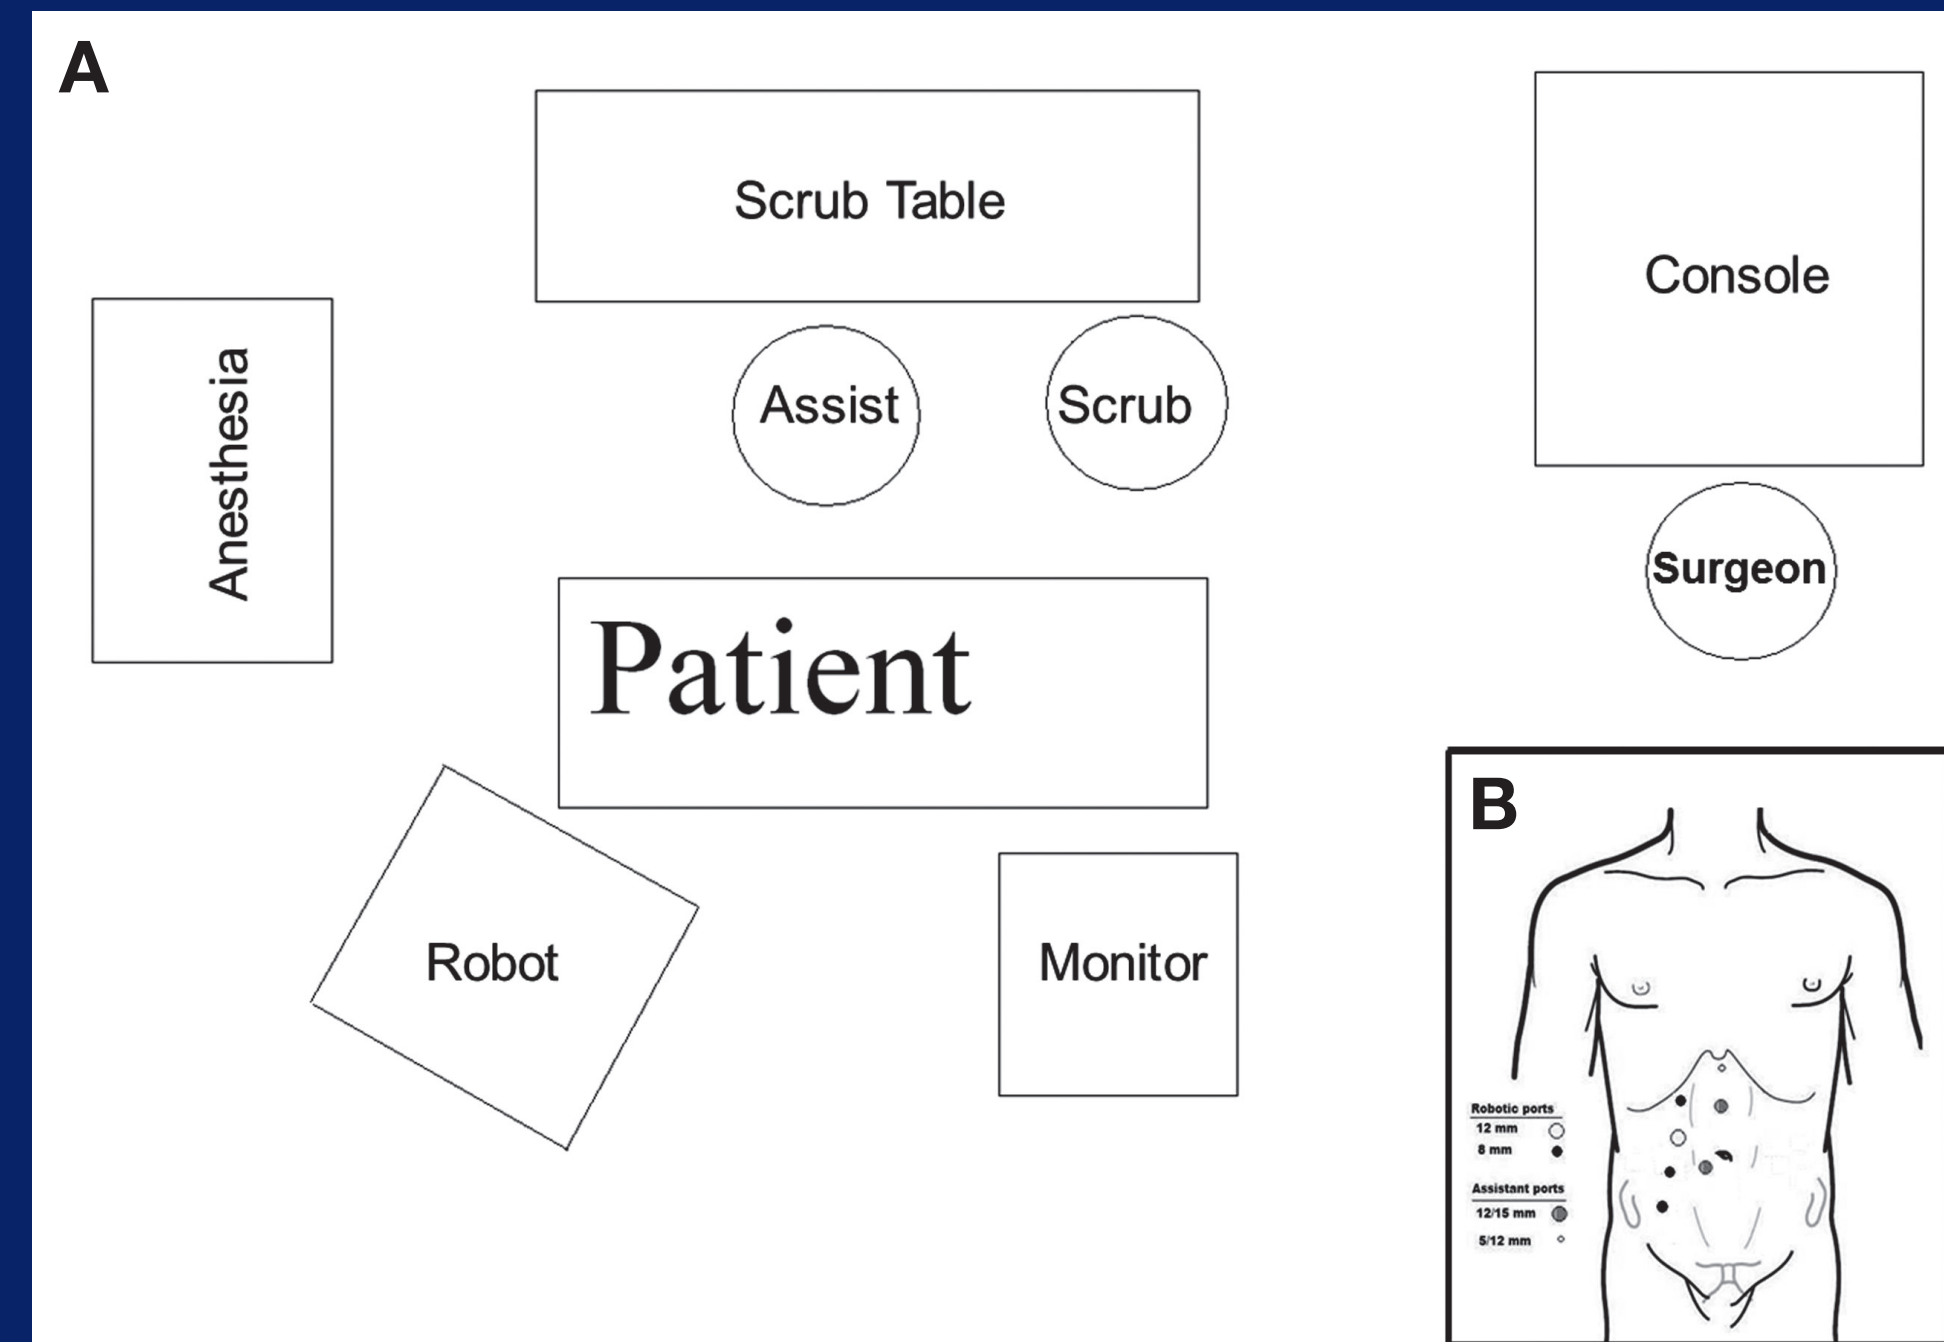 A
Scrub Table
Console
Anesthesia
Assist
Scrub
Surgeon
Patient
Robot
Monitor
B
Robotic ports
12 mm
8 mm
Assistant ports
12/15 mm
5/12 mm